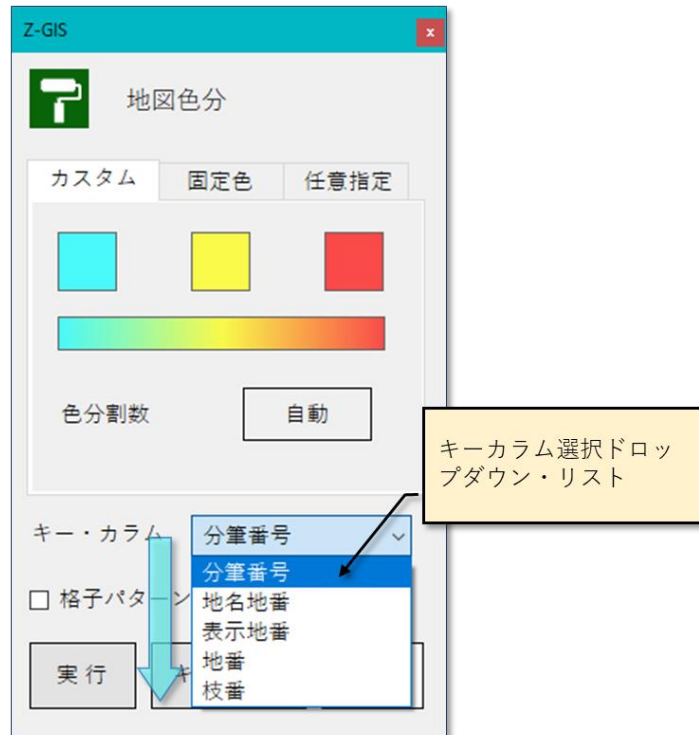 Z-GIS
x
地図色分
カスタム 固定色 任意指定
色分割数 自動
キーカラム選択ドロッ
プダウン・リスト
キー・カラム 分筆番号
分筆番号
格子パターン 地名地番
表示地番
実行 キ 地番
枝番